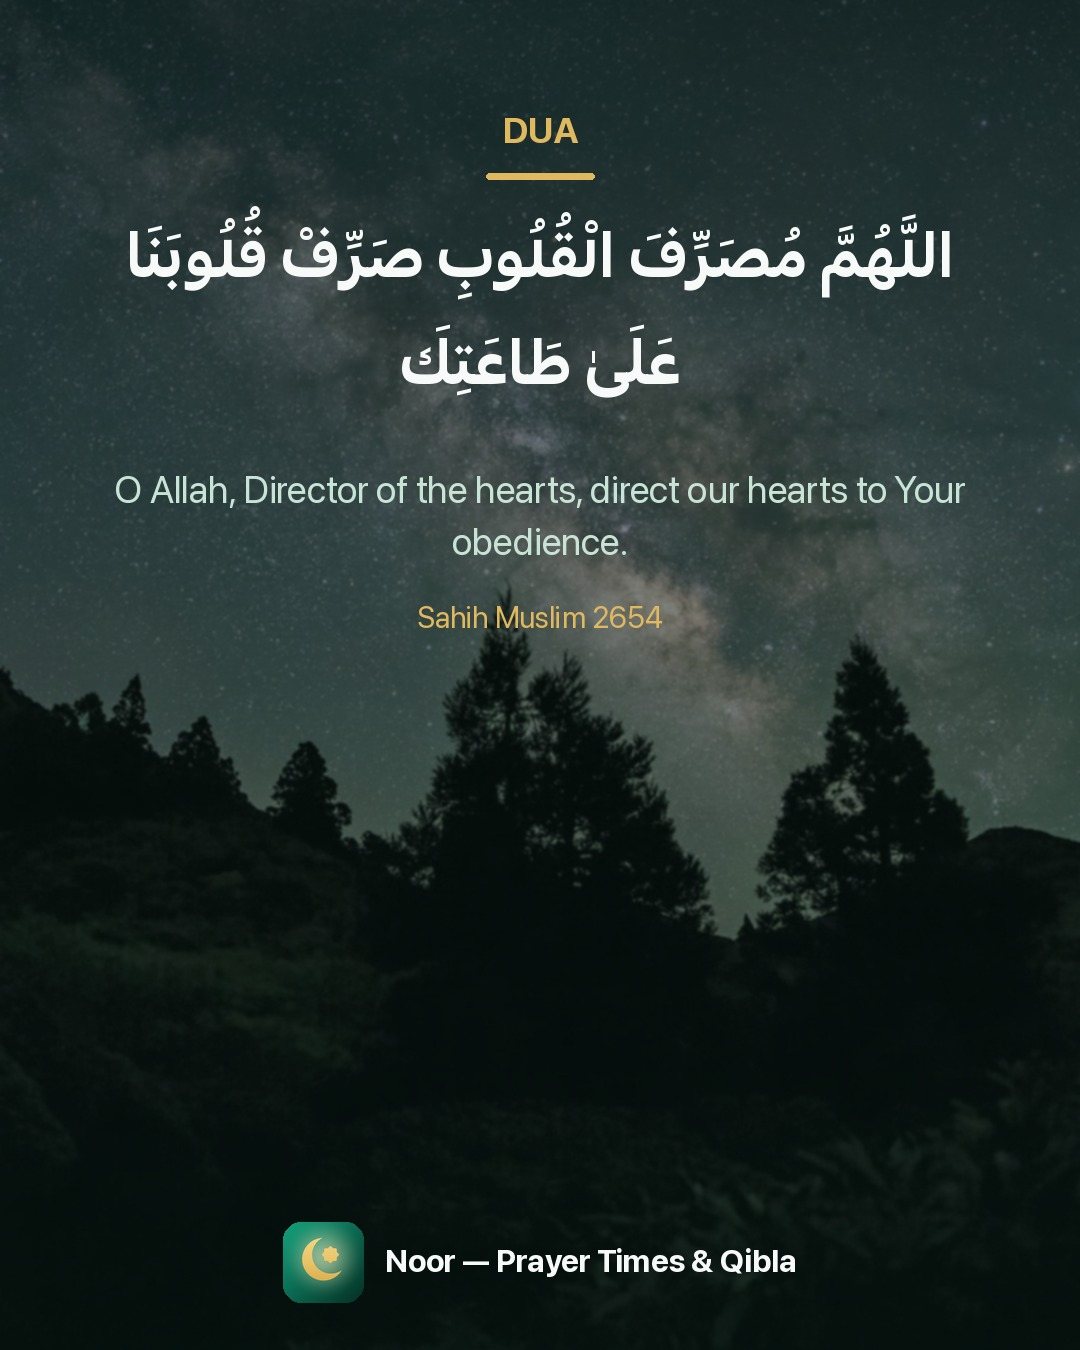 DUA
اللَّهُمَّ مُصَرِّفَ الْقُلُوبِ صَرِّفْ قُلُوبَنَا
عَلَىٰ طَاعَتِكَ
O Allah, Director of the hearts, direct our hearts to Your
obedience.
Sahih Muslim 2654
Noor — Prayer Times & Qibla